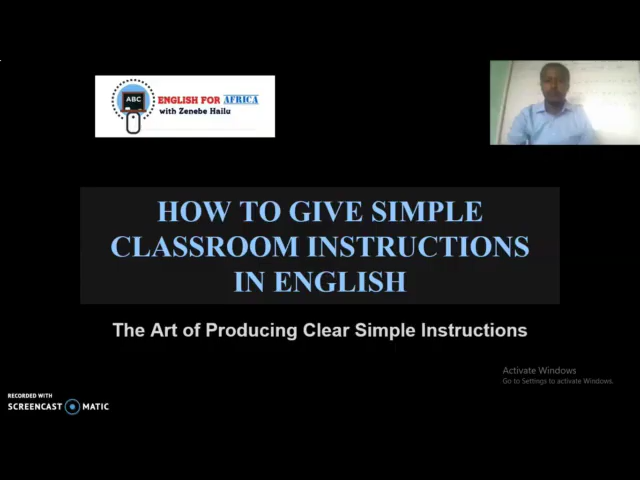 ABC
ENGLISH FOR AFRICA
with Zenebe Hailu
HOW TO GIVE SIMPLE
CLASSROOM INSTRUCTIONS
IN ENGLISH
The Art of Producing Clear Simple Instructions
Activate Windows
Go to Settings to activate Windows.
RECORDED WITH
SCREENCAST MATIC